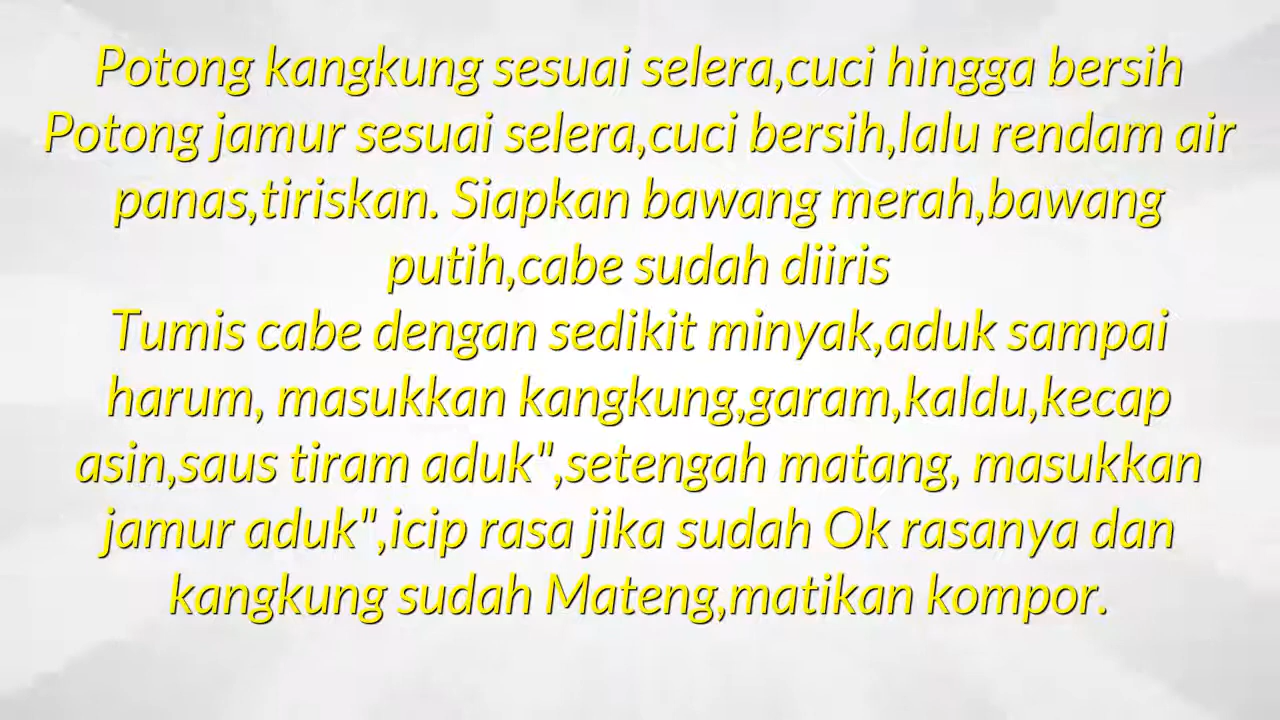 Potong kangkung sesuai selera,cuci hingga bersih
Potong jamur sesuai selera,cuci bersih,lalu rendam air
panas,tiriskan. Siapkan bawang merah,bawang
putih,cabe sudah diiris
Tumis cabe dengan sedikit minyak,aduk sampai
harum, masukkan kangkung,garam,kaldu,kecap
asin,saus tiram aduk",setengah matang, masukkan
jamur aduk",icip rasa jika sudah Ok rasanya dan
kangkung sudah Mateng,matikan kompor.